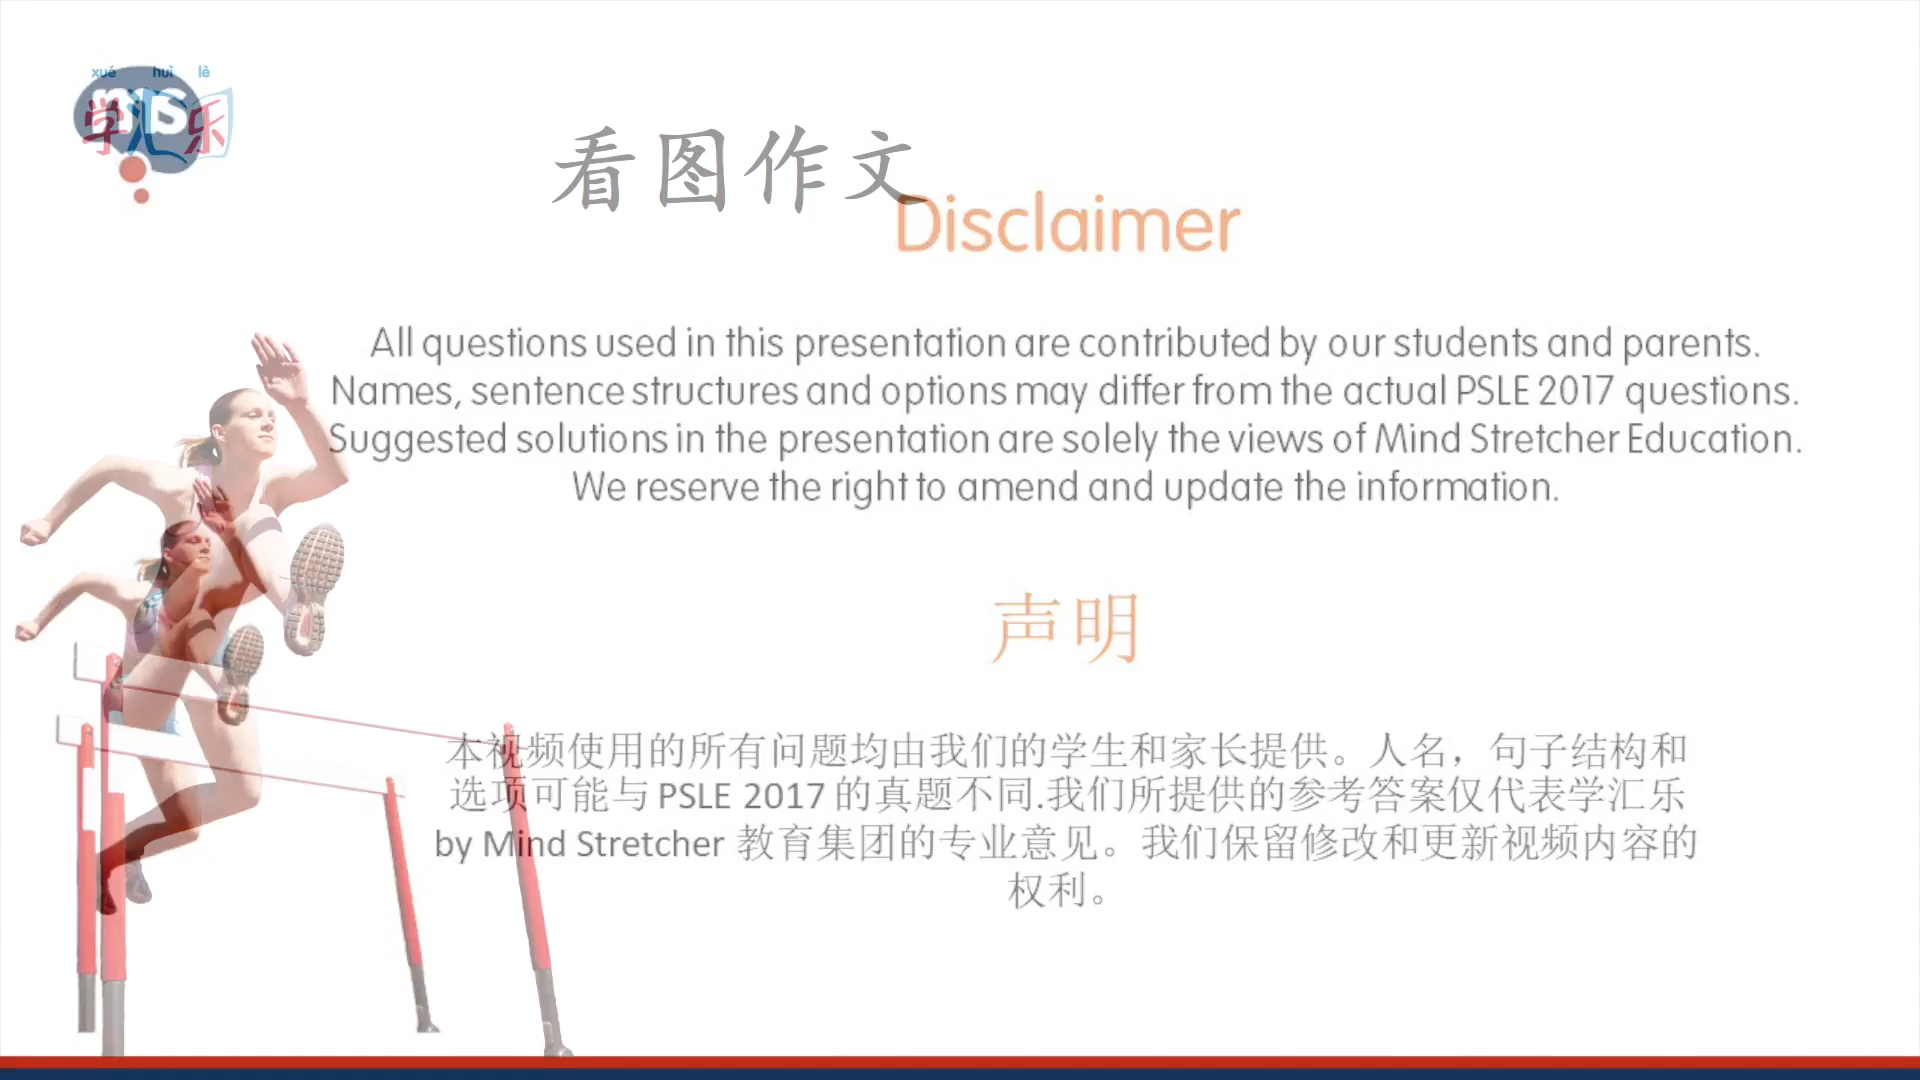 xué huì lè
学汇乐
ms
看图作文
Disclaimer
All questions used in this presentation are contributed by our students and parents.
Names, sentence structures and options may differ from the actual PSLE 2017 questions.
Suggested solutions in the presentation are solely the views of Mind Stretcher Education.
We reserve the right to amend and update the information.
声明
本视频使用的所有问题均由我们的学生和家长提供。人名，句子结构和
选项可能与 PSLE 2017 的真题不同.我们所提供的参考答案仅代表学汇乐
by Mind Stretcher 教育集团的专业意见。我们保留修改和更新视频内容的
权利。